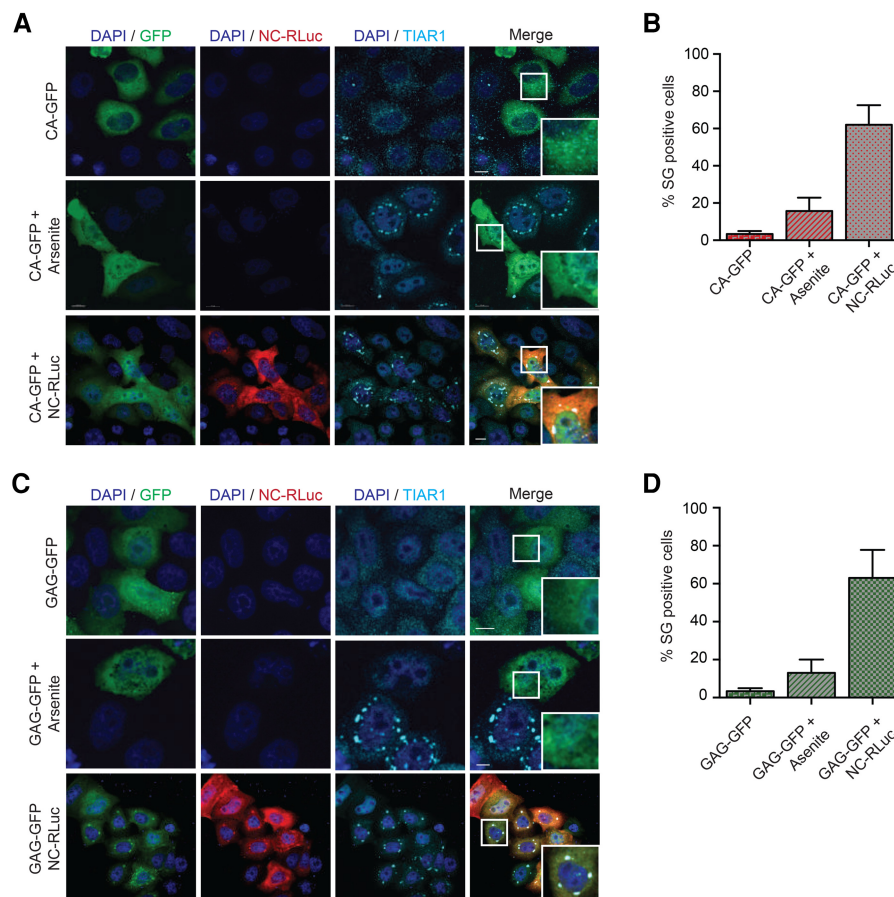 A
DAPI / GFP DAPI / NC-RLuc DAPI / TIAR1 Merge
CA-GFP
CA-GFP +
Arsenite
CA-GFP +
NC-RLuc
B
% SG positive cells
100
80
60
40
20
0
CA-GFP
CA-GFP +
Asenite
CA-GFP +
NC-RLuc
C
DAPI / GFP DAPI / NC-RLuc DAPI / TIAR1 Merge
GAG-GFP
GAG-GFP +
Arsenite
GAG-GFP
NC-RLuc
D
% SG positive cells
100
80
60
40
20
0
GAG-GFP
GAG-GFP +
Asenite
GAG-GFP +
NC-RLuc